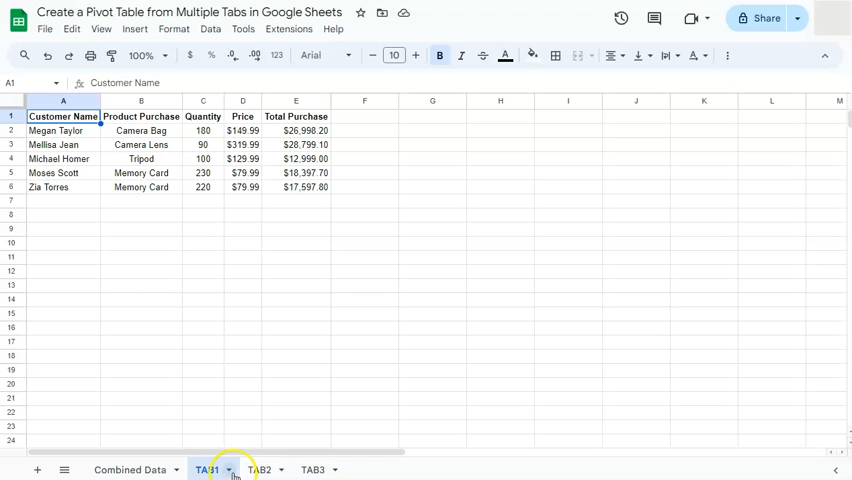 Create a Pivot Table from Multiple Tabs in Google Sheets
File Edit View Insert Format Data Tools Extensions Help
Share
100% $ % .0 .00 123 Arial 10 B I S A A
A1 fx Customer Name
A B C D E F G H I J K L M
1 Customer Name Product Purchase Quantity Price Total Purchase
2 Megan Taylor Camera Bag 180 $149.99 $26,998.20
3 Mellisa Jean Camera Lens 90 $319.99 $28,799.10
4 Michael Homer Tripod 100 $129.99 $12,999.00
5 Moses Scott Memory Card 230 $79.99 $18,397.70
6 Zia Torres Memory Card 220 $79.99 $17,597.80
7
8
9
10
11
12
13
14
15
16
17
18
19
20
21
22
23
24
Combined Data TAB1 TAB2 TAB3